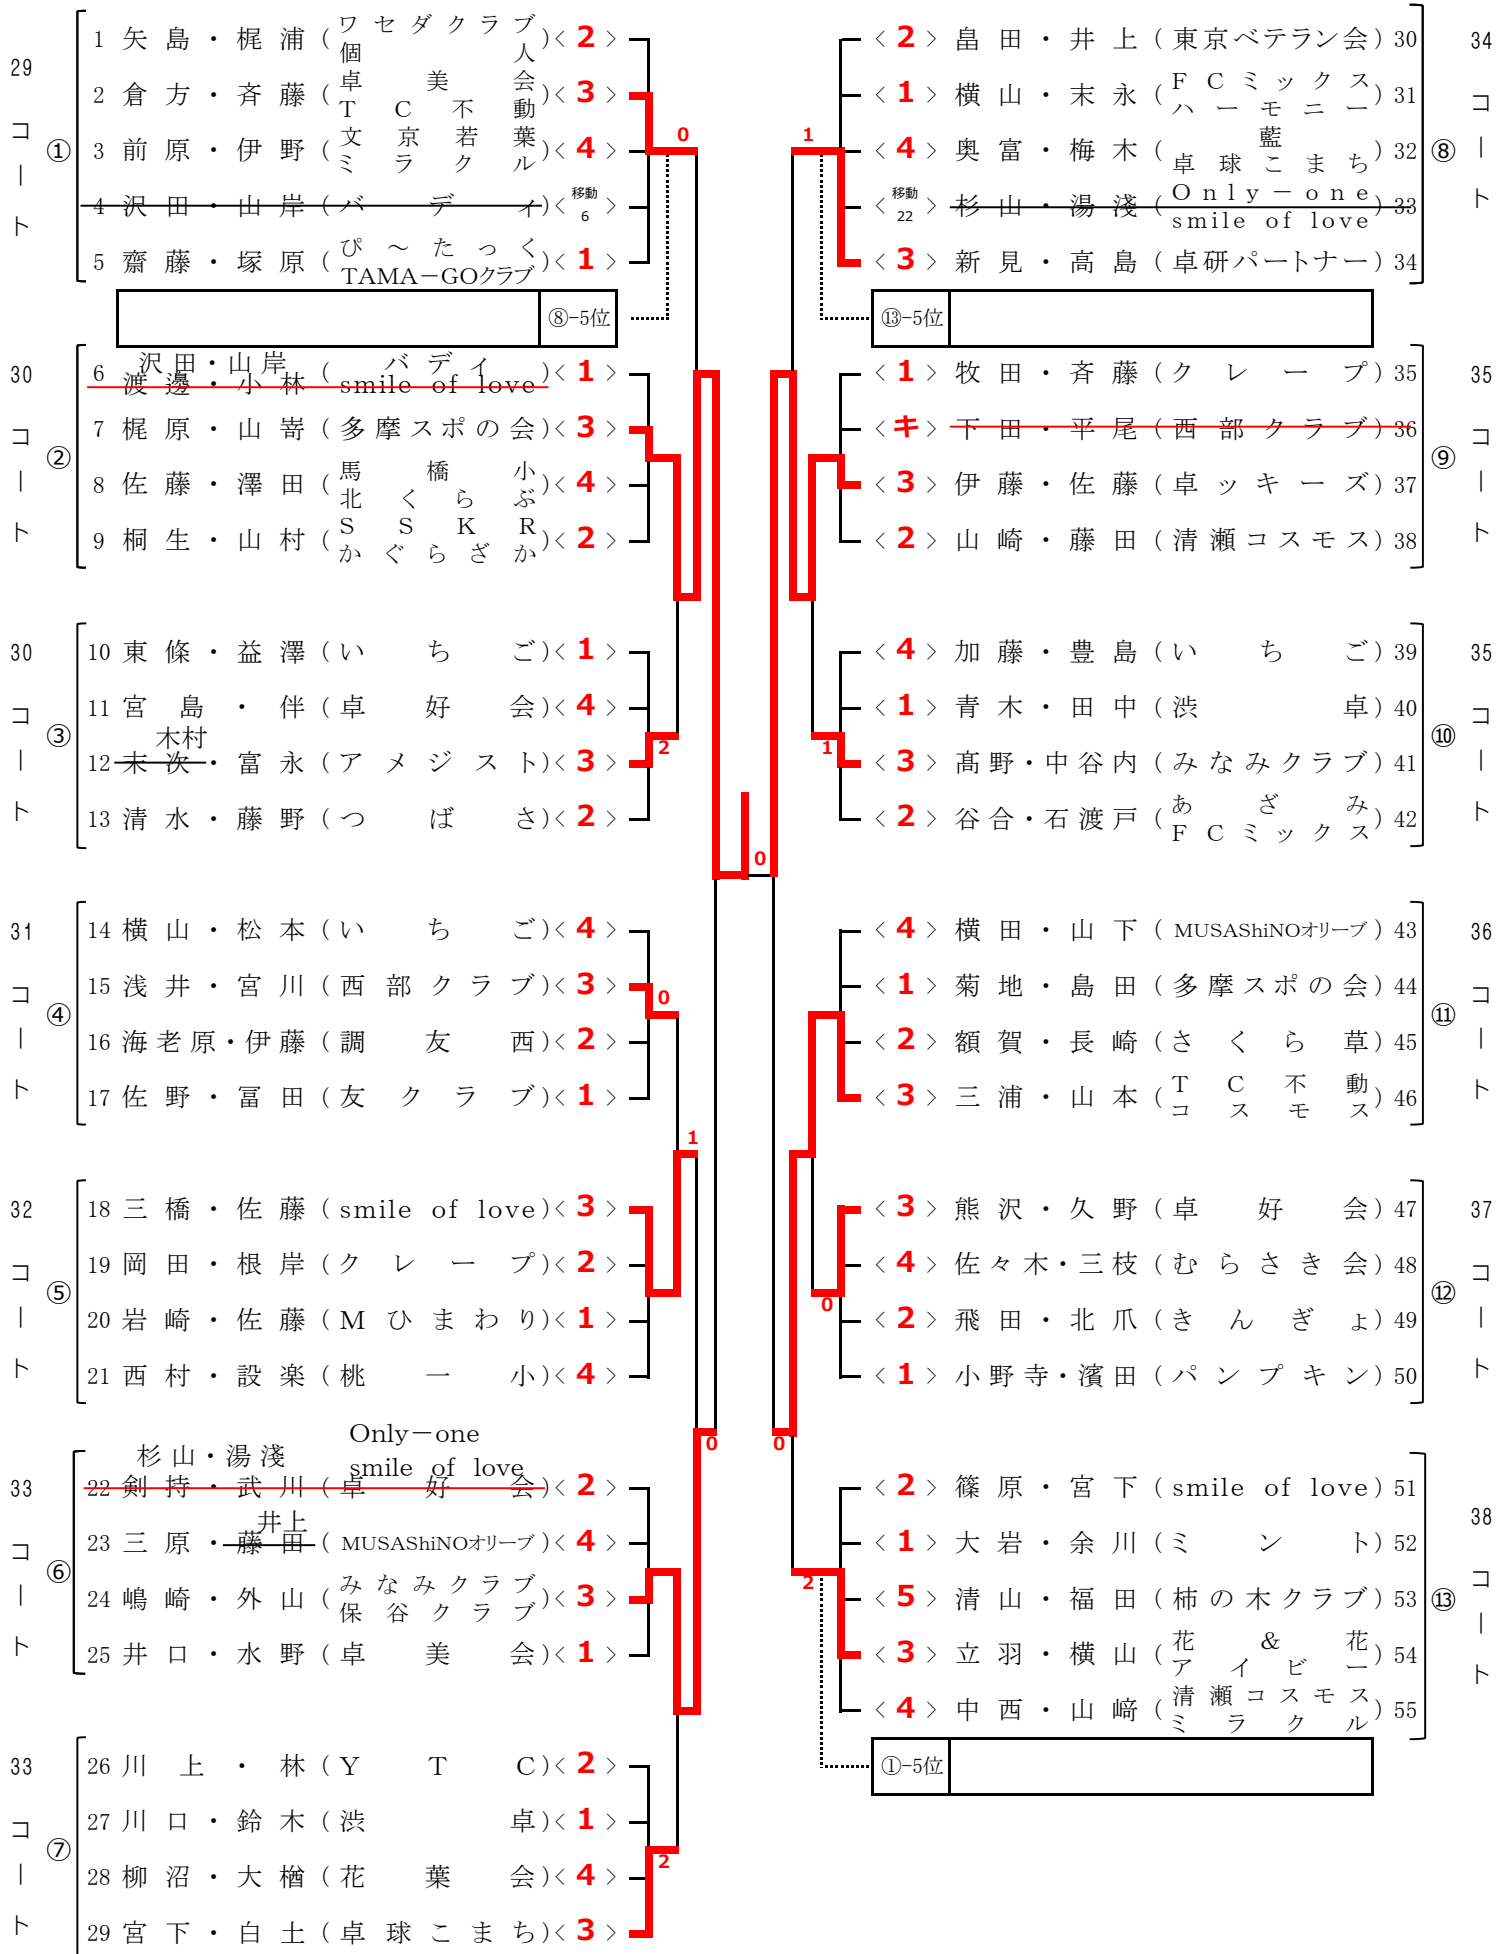 29コート
①
1 矢島・梶浦(ワセダクラブ 個人)< 2 >
2 倉方・斉藤(卓美会 TC不動)< 3 >
3 前原・伊野(文京若葉 ミラクル)< 4 >
4 沢田・山岸(バディ)<移動 6>
5 齋藤・塚原(ぴ～たっく TAMA－GOクラブ)< 1 >
⑧-5位
0
30コート
②
沢田・山岸(バディ)
6 渡邊・小林 smile of love < 1 >
7 梶原・山嵜(多摩スポの会)< 3 >
8 佐藤・澤田(馬橋小 北くらぶ)< 4 >
9 桐生・山村(SSKR かぐらざか)< 2 >
30コート
③
10 東條・益澤(いちご)< 1 >
11 宮島・伴(卓好会)< 4 >
木村
12 末次・富永(アメジスト)< 3 >
13 清水・藤野(つばさ)< 2 >
2
31コート
④
14 横山・松本(いちご)< 4 >
15 浅井・宮川(西部クラブ)< 3 >
16 海老原・伊藤(調友西)< 2 >
17 佐野・冨田(友クラブ)< 1 >
0
1
32コート
⑤
18 三橋・佐藤(smile of love)< 3 >
19 岡田・根岸(クレープ)< 2 >
20 岩崎・佐藤(Mひまわり)< 1 >
21 西村・設楽(桃一小)< 4 >
0
33コート
⑥
杉山・湯淺 Only－one smile of love
22 剣持・武川(卓好会)< 2 >
井上
23 三原・藤田(MUSAShiNOオリーブ)< 4 >
24 嶋崎・外山(みなみクラブ 保谷クラブ)< 3 >
25 井口・水野(卓美会)< 1 >
33コート
⑦
26 川上・林(YTC)< 2 >
27 川口・鈴木(渋卓)< 1 >
28 柳沼・大楢(花葉会)< 4 >
29 宮下・白土(卓球こまち)< 3 >
2
0
34コート
⑧
1
< 2 > 畠田・井上(東京ベテラン会) 30
< 1 > 横山・末永(FCミックス ハーモニー) 31
< 4 > 奥富・梅木(藍 卓球こまち) 32
<移動 22> 杉山・湯淺(Only－one smile of love) 33
< 3 > 新見・高島(卓研パートナー) 34
⑬-5位
35コート
⑨
< 1 > 牧田・斉藤(クレープ) 35
< キ > 下田・平尾(西部クラブ) 36
< 3 > 伊藤・佐藤(卓ッキーズ) 37
< 2 > 山崎・藤田(清瀬コスモス) 38
35コート
⑩
< 4 > 加藤・豊島(いちご) 39
< 1 > 青木・田中(渋卓) 40
< 3 > 髙野・中谷内(みなみクラブ) 41
< 2 > 谷合・石渡戸(あざみ FCミックス) 42
1
36コート
⑪
< 4 > 横田・山下(MUSAShiNOオリーブ) 43
< 1 > 菊地・島田(多摩スポの会) 44
< 2 > 額賀・長崎(さくら草) 45
< 3 > 三浦・山本(TC不動 コスモス) 46
37コート
⑫
< 3 > 熊沢・久野(卓好会) 47
< 4 > 佐々木・三枝(むらさき会) 48
< 2 > 飛田・北爪(きんぎょ) 49
< 1 > 小野寺・濱田(パンプキン) 50
0
0
38コート
⑬
< 2 > 篠原・宮下(smile of love) 51
< 1 > 大岩・余川(ミント) 52
< 5 > 清山・福田(柿の木クラブ) 53
< 3 > 立羽・横山(花&花 アイビー) 54
< 4 > 中西・山﨑(清瀬コスモス ミラクル) 55
2
①-5位